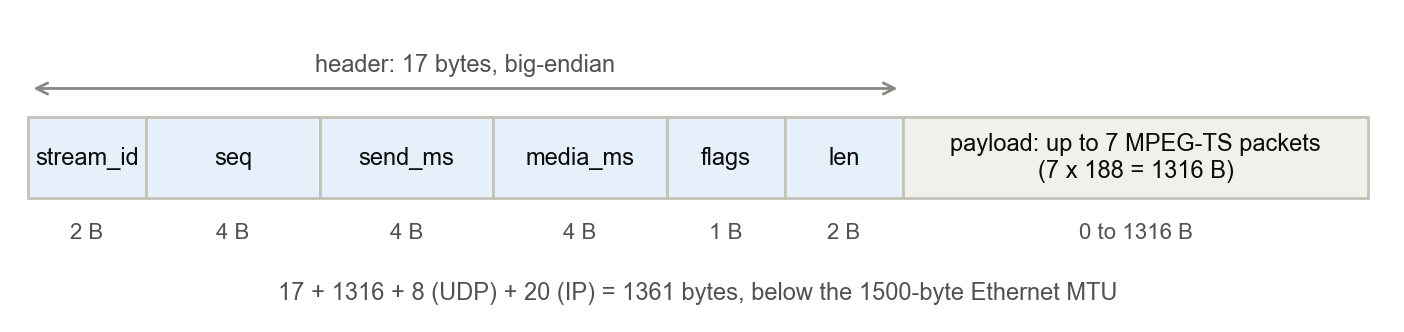 header: 17 bytes, big-endian
stream_id
seq
send_ms
media_ms
flags
len
payload: up to 7 MPEG-TS packets
(7 x 188 = 1316 B)
2 B
4 B
4 B
4 B
1 B
2 B
0 to 1316 B
17 + 1316 + 8 (UDP) + 20 (IP) = 1361 bytes, below the 1500-byte Ethernet MTU